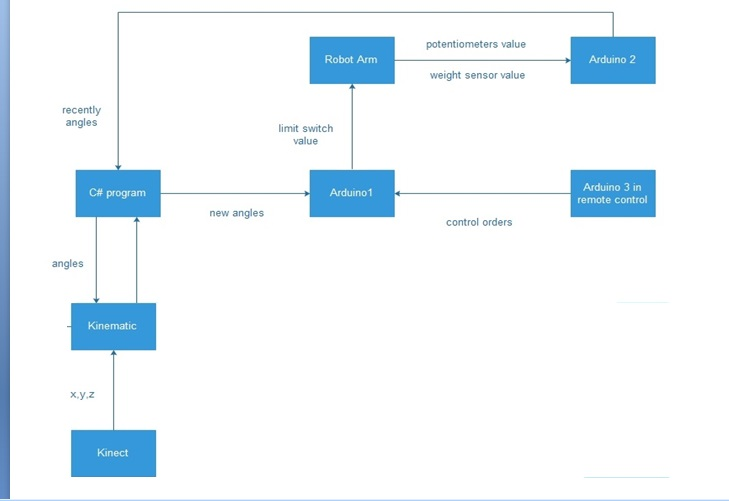 potentiometers value
Robot Arm
Arduino 2
weight sensor value
recently
angles
limit switch
value
C# program
Arduino1
Arduino 3 in
remote control
new angles
control orders
angles
Kinematic
x,y,z
Kinect